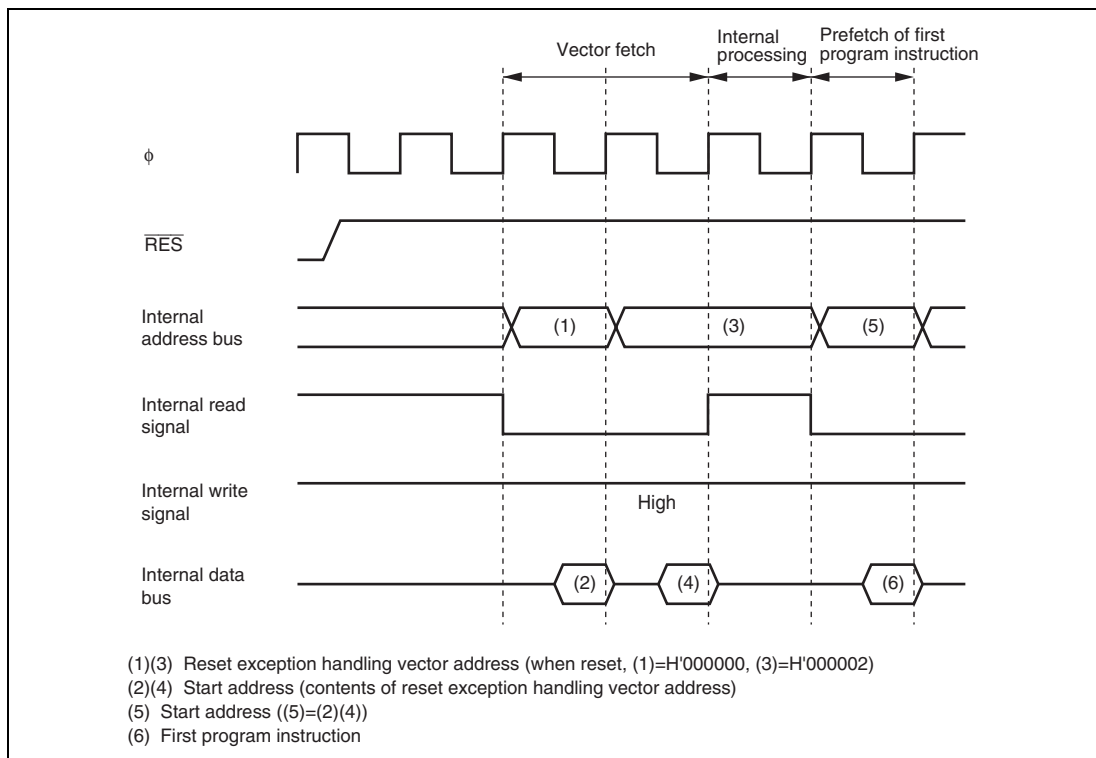 Vector fetch
Internal
processing
Prefetch of first
program instruction
ϕ
RES
Internal
address bus
(1)
(3)
(5)
Internal read
signal
Internal write
signal
High
Internal data
bus
(2)
(4)
(6)
(1)(3) Reset exception handling vector address (when reset, (1)=H'000000, (3)=H'000002)
(2)(4) Start address (contents of reset exception handling vector address)
(5) Start address ((5)=(2)(4))
(6) First program instruction